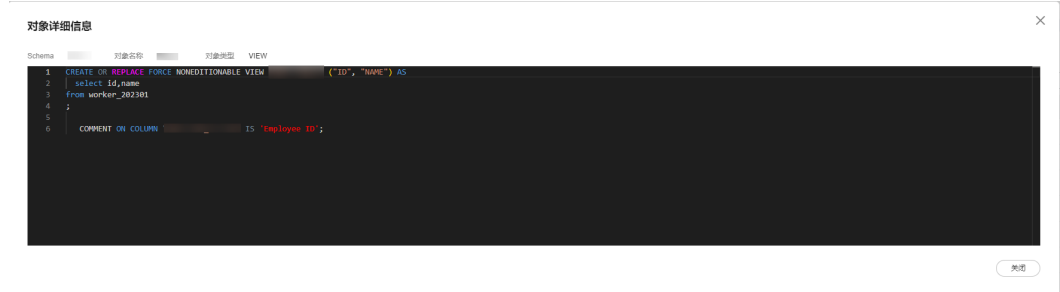 对象详细信息
Schema 对象名称 对象类型 VIEW
1 CREATE OR REPLACE FORCE NONEDITIONABLE VIEW ("ID", "NAME") AS
2 select id,name
3 from worker_202301
4 ;
5
6 COMMENT ON COLUMN _ IS 'Employee ID';
关闭